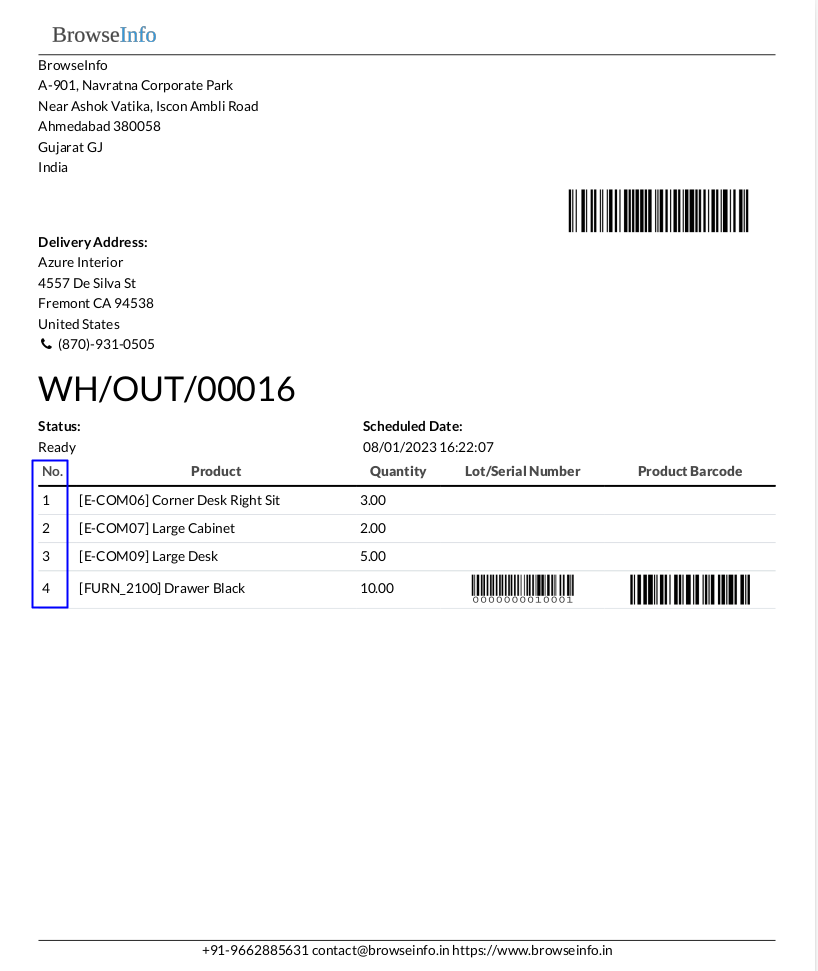 BrowseInfo
BrowseInfo
A-901, Navratna Corporate Park
Near Ashok Vatika, Iscon Ambli Road
Ahmedabad 380058
Gujarat GJ
India
Delivery Address:
Azure Interior
4557 De Silva St
Fremont CA 94538
United States
(870)-931-0505
WH/OUT/00016
Status: Scheduled Date:
Ready 08/01/2023 16:22:07
No. Product Quantity Lot/Serial Number Product Barcode
1 [E-COM06] Corner Desk Right Sit 3.00
2 [E-COM07] Large Cabinet 2.00
3 [E-COM09] Large Desk 5.00
4 [FURN_2100] Drawer Black 10.00
0000000010001
+91-9662885631 contact@browseinfo.in https://www.browseinfo.in